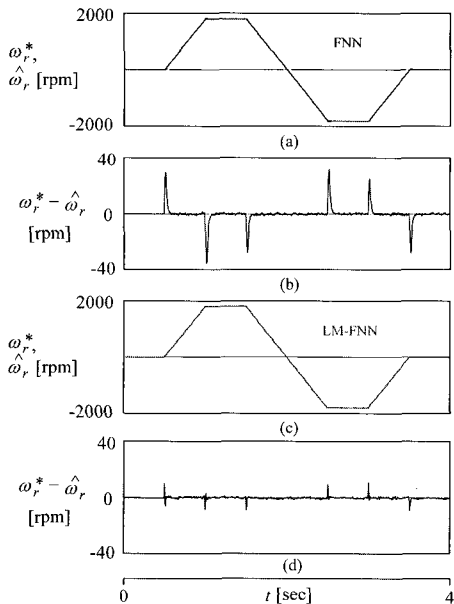 2000
ω_r*,
ω̂_r [rpm]
FNN
-2000
(a)
40
ω_r* − ω̂_r
0
[rpm]
-40
(b)
2000
ω_r*,
ω̂_r [rpm]
LM-FNN
-2000
(c)
40
ω_r* − ω̂_r
0
[rpm]
-40
(d)
0
t [sec]
4